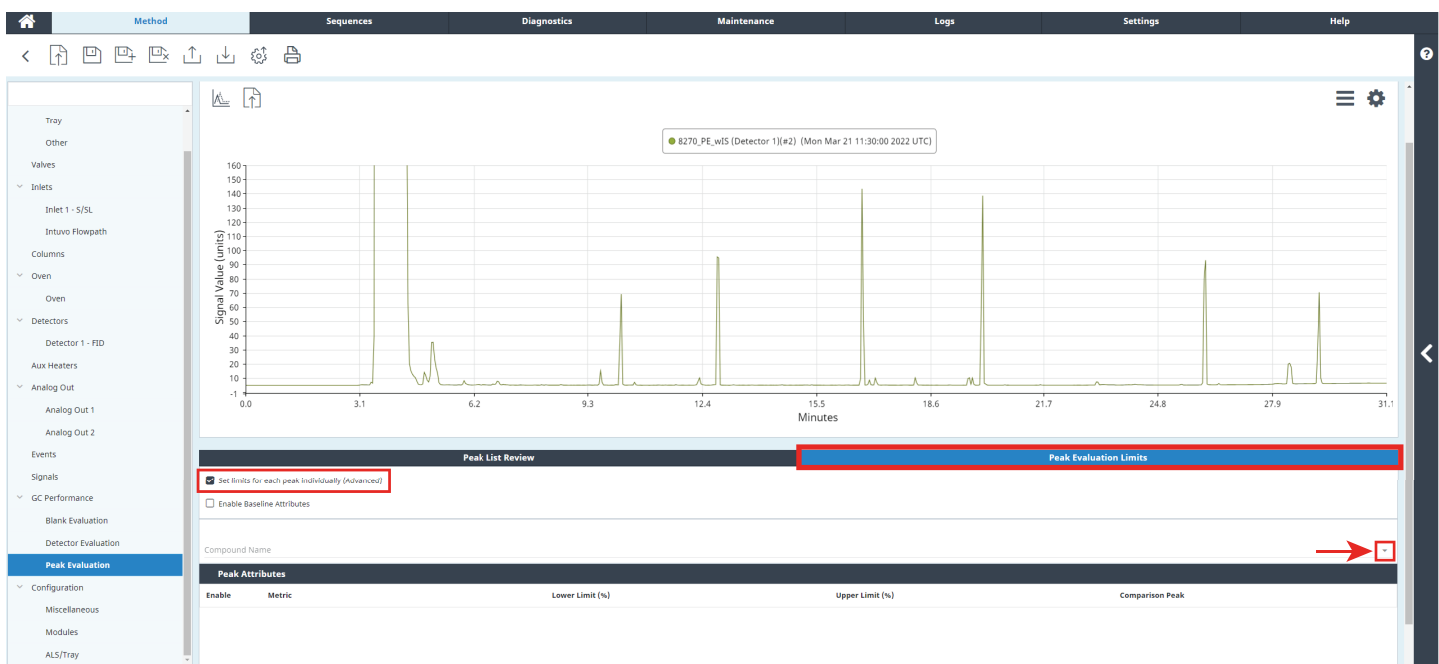 Method Sequences Diagnostics Maintenance Logs Settings Help
Tray
Other
Valves
Inlets
Inlet 1 - S/SL
Intuvo Flowpath
Columns
Oven
Oven
Detectors
Detector 1 - FID
Aux Heaters
Analog Out
Analog Out 1
Analog Out 2
Events
Signals
GC Performance
Blank Evaluation
Detector Evaluation
Peak Evaluation
Configuration
Miscellaneous
Modules
ALS/Tray
8270_PE_wIS (Detector 1)(#2) (Mon Mar 21 11:30:00 2022 UTC)
Signal Value (units)
160
150
140
130
120
110
100
90
80
70
60
50
40
30
20
10
-1
0.0 3.1 6.2 9.3 12.4 15.5 18.6 21.7 24.8 27.9 31.1
Minutes
Peak List Review Peak Evaluation Limits
Set limits for each peak individually (Advanced)
Enable Baseline Attributes
Compound Name
Peak Attributes
Enable Metric Lower Limit (%) Upper Limit (%) Comparison Peak